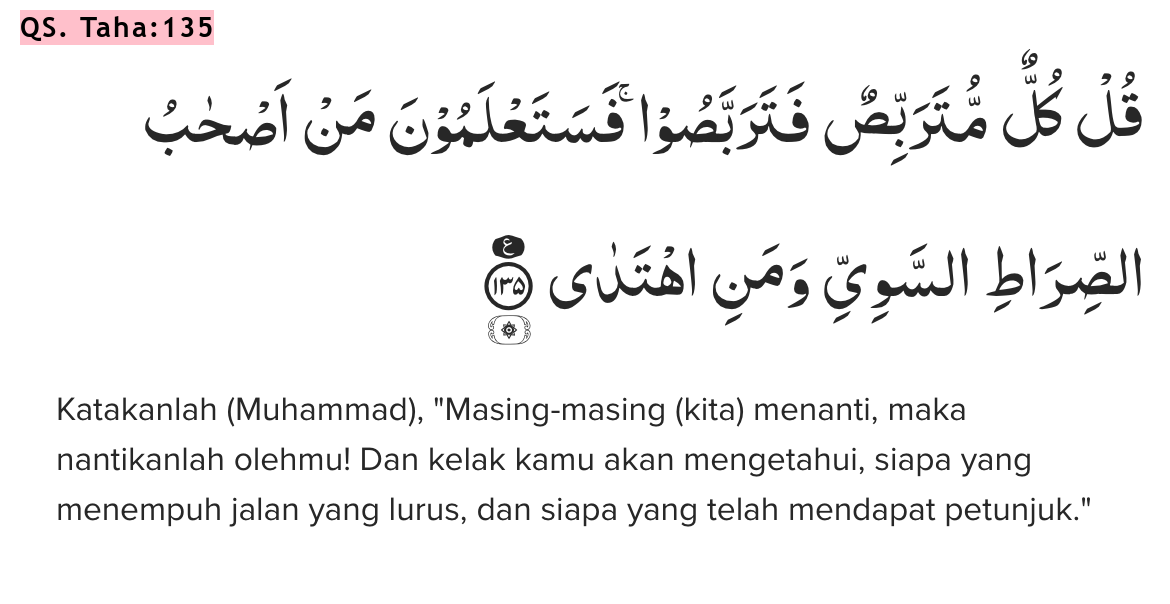 QS. Taha:135
قُلْ كُلٌّ مُّتَرَبِّصٌ فَتَرَبَّصُوْا ۚ فَسَتَعْلَمُوْنَ مَنْ اَصْحٰبُ
الصِّرَاطِ السَّوِيِّ وَمَنِ اهْتَدٰى ࣖ ۝١٣٥ ۞
Katakanlah (Muhammad), "Masing-masing (kita) menanti, maka
nantikanlah olehmu! Dan kelak kamu akan mengetahui, siapa yang
menempuh jalan yang lurus, dan siapa yang telah mendapat petunjuk."